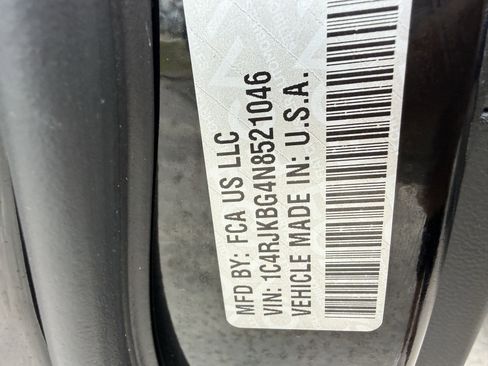 MFD BY: FCA US LLC
VIN: 1C4RJKBG4N8521046
VEHICLE MADE IN: U.S.A.